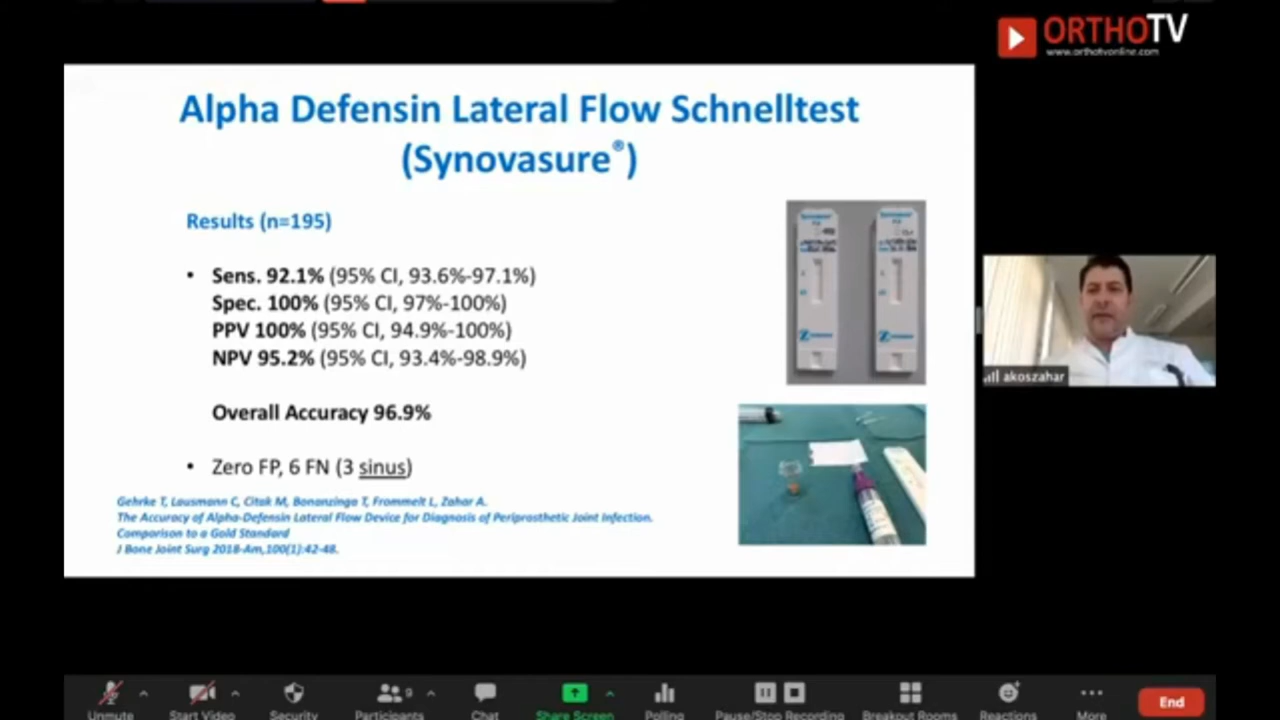 ORTHOTV
www.orthotvonline.com
Alpha Defensin Lateral Flow Schnelltest
(Synovasure®)
Results (n=195)
• Sens. 92.1% (95% CI, 93.6%-97.1%)
Spec. 100% (95% CI, 97%-100%)
PPV 100% (95% CI, 94.9%-100%)
NPV 95.2% (95% CI, 93.4%-98.9%)
Overall Accuracy 96.9%
• Zero FP, 6 FN (3 sinus)
Gehrke T, Lausmann C, Citak M, Bonanzinga T, Frommelt L, Zahar A.
The Accuracy of Alpha-Defensin Lateral Flow Device for Diagnosis of Periprosthetic Joint Infection.
Comparison to a Gold Standard
J Bone Joint Surg 2018-Am,100(1):42-48.
akoszahar
Unmute
Start Video
Security
9
Participants
Chat
Share Screen
Polling
Pause/Stop Recording
Breakout Rooms
Reactions
More
End